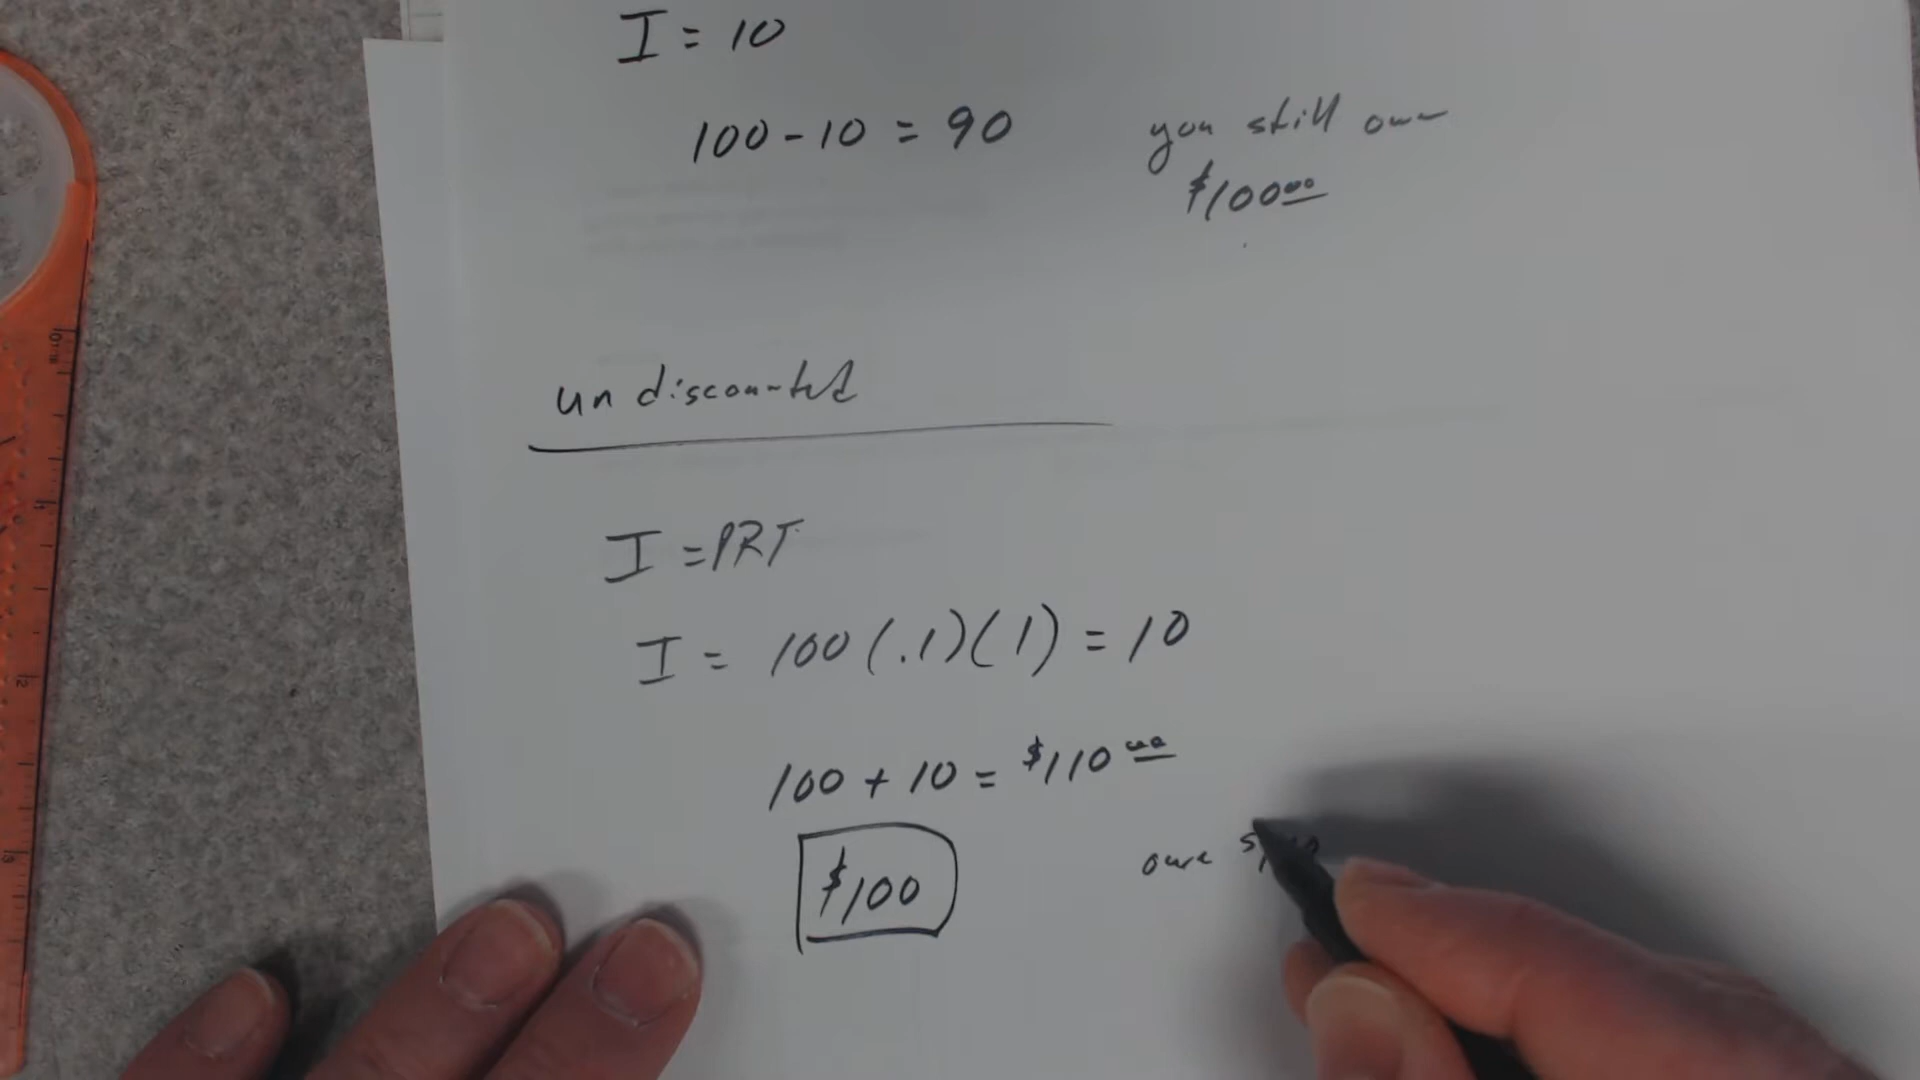 I = 10
100 - 10 = 90
you still owe
$100.00
undiscounted
I = PRT
I = 100 (.1)(1) = 10
100 + 10 = $110.00
$100
owe